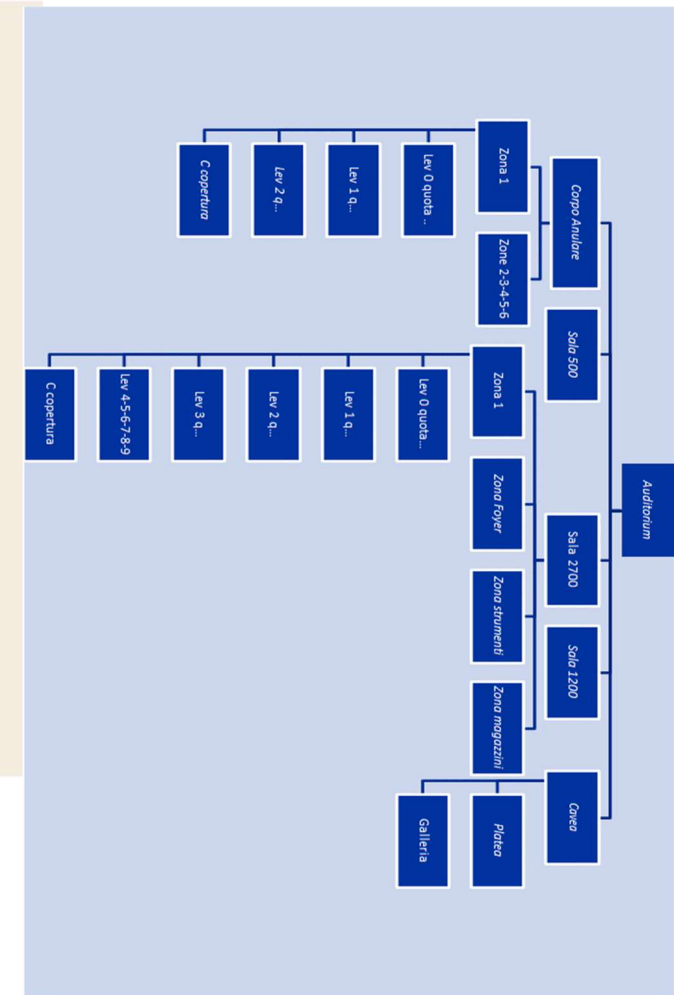 Auditorium
Corpo Anulare
Sala 500
Sala 2700
Sala 1200
Cavea
Zona 1
Zone 2-3-4-5-6
Zona 1
Zona Foyer
Zona strumenti
Zona magazzini
Platea
Galleria
Lev 0 quota ..
Lev 1 q...
Lev 2 q...
C copertura
Lev 0 quota...
Lev 1 q...
Lev 2 q...
Lev 3 q...
Lev 4-5-6-7-8-9
C copertura